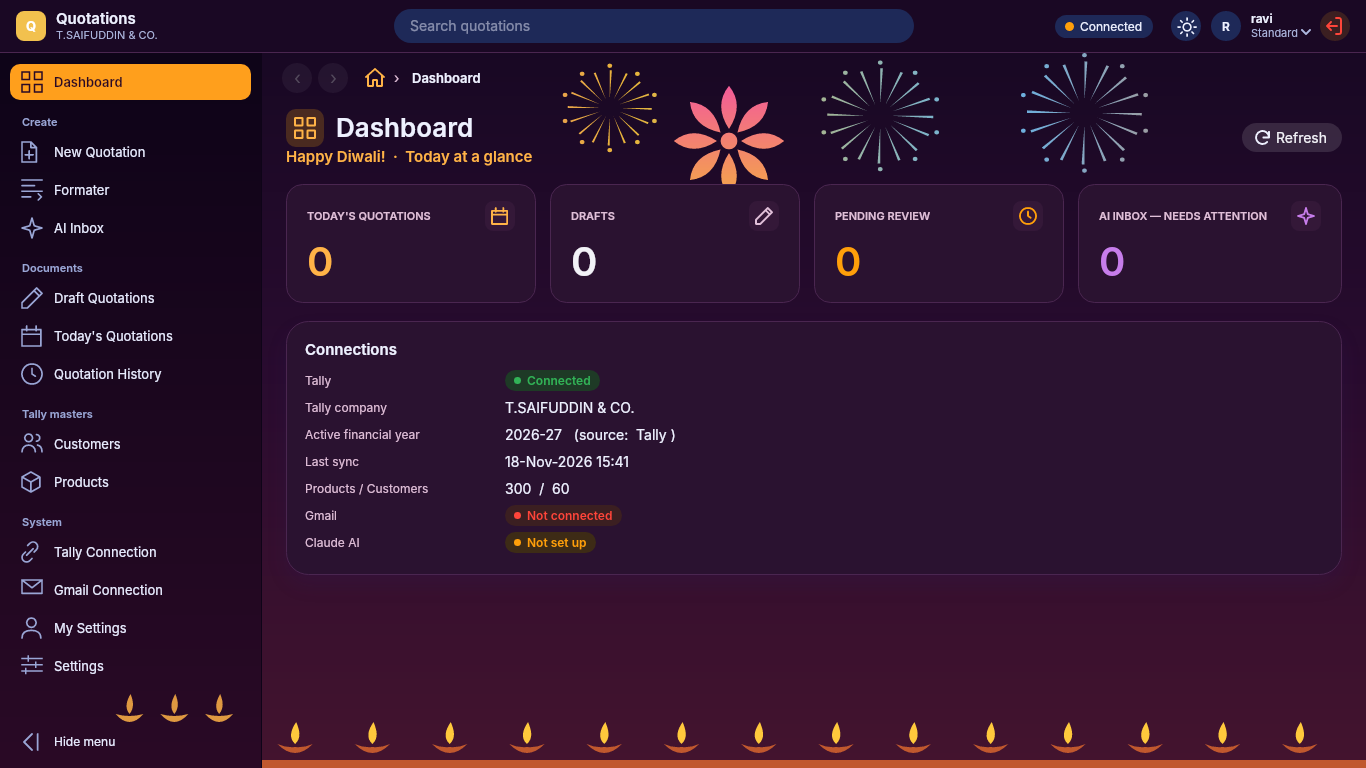 Q
Quotations
T.SAIFUDDIN & CO.
Search quotations
Connected
R
ravi
Standard
Dashboard
Create
New Quotation
Formater
AI Inbox
Documents
Draft Quotations
Today's Quotations
Quotation History
Tally masters
Customers
Products
System
Tally Connection
Gmail Connection
My Settings
Settings
Hide menu
‹ › › Dashboard
Dashboard
Happy Diwali! · Today at a glance
Refresh
TODAY'S QUOTATIONS
0
DRAFTS
0
PENDING REVIEW
0
AI INBOX — NEEDS ATTENTION
0
Connections
Tally Connected
Tally company T.SAIFUDDIN & CO.
Active financial year 2026-27 (source: Tally )
Last sync 18-Nov-2026 15:41
Products / Customers 300 / 60
Gmail Not connected
Claude AI Not set up